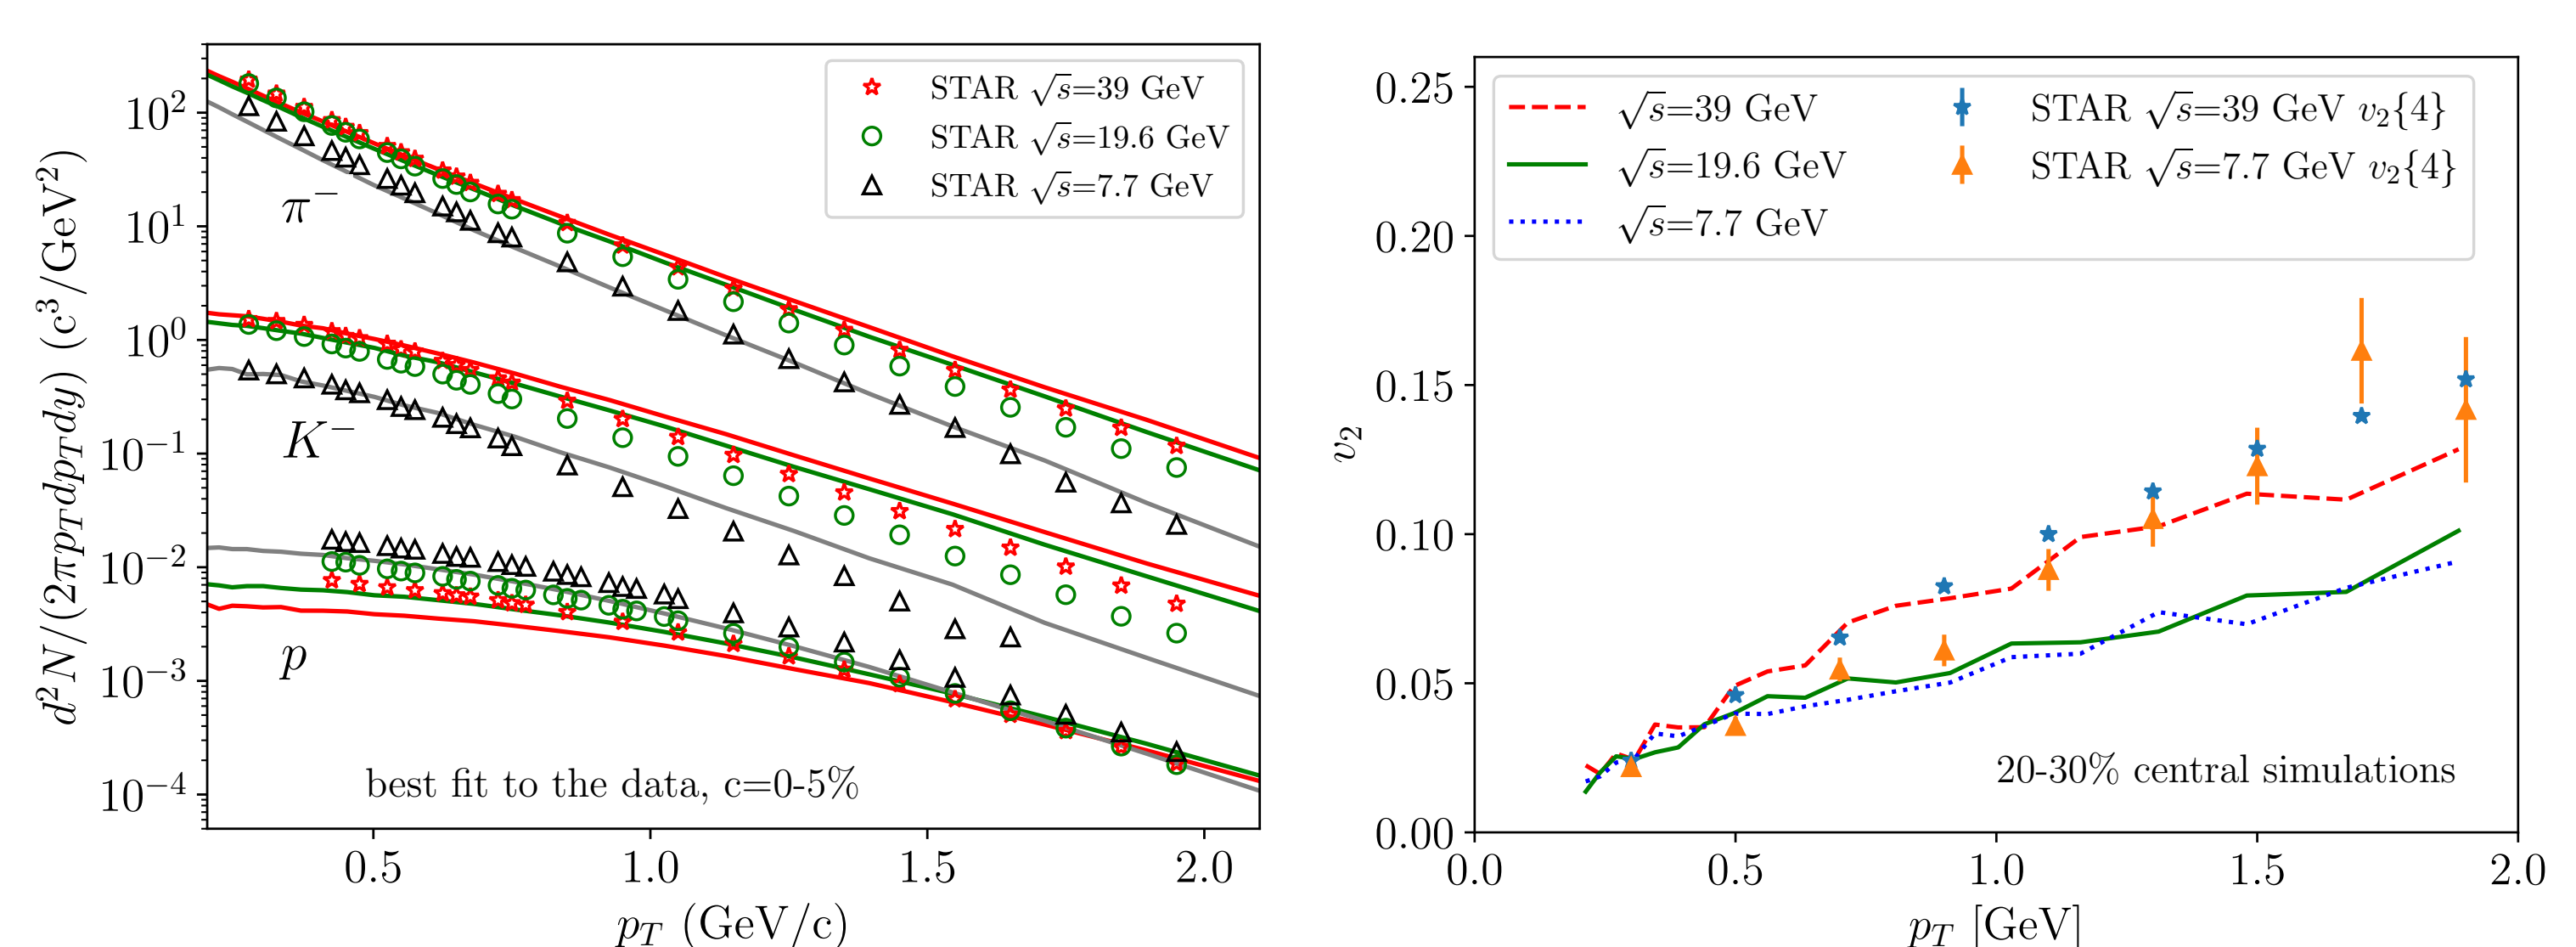 d²N/(2πp_T dp_T dy) (c³/GeV²)
10²
10¹
10⁰
10⁻¹
10⁻²
10⁻³
10⁻⁴
STAR √s=39 GeV
STAR √s=19.6 GeV
STAR √s=7.7 GeV
π⁻
K⁻
p
best fit to the data, c=0-5%
0.5 1.0 1.5 2.0
p_T (GeV/c)
v₂
0.25
0.20
0.15
0.10
0.05
0.00
√s=39 GeV
√s=19.6 GeV
√s=7.7 GeV
STAR √s=39 GeV v₂{4}
STAR √s=7.7 GeV v₂{4}
20-30% central simulations
0.0 0.5 1.0 1.5 2.0
p_T [GeV]